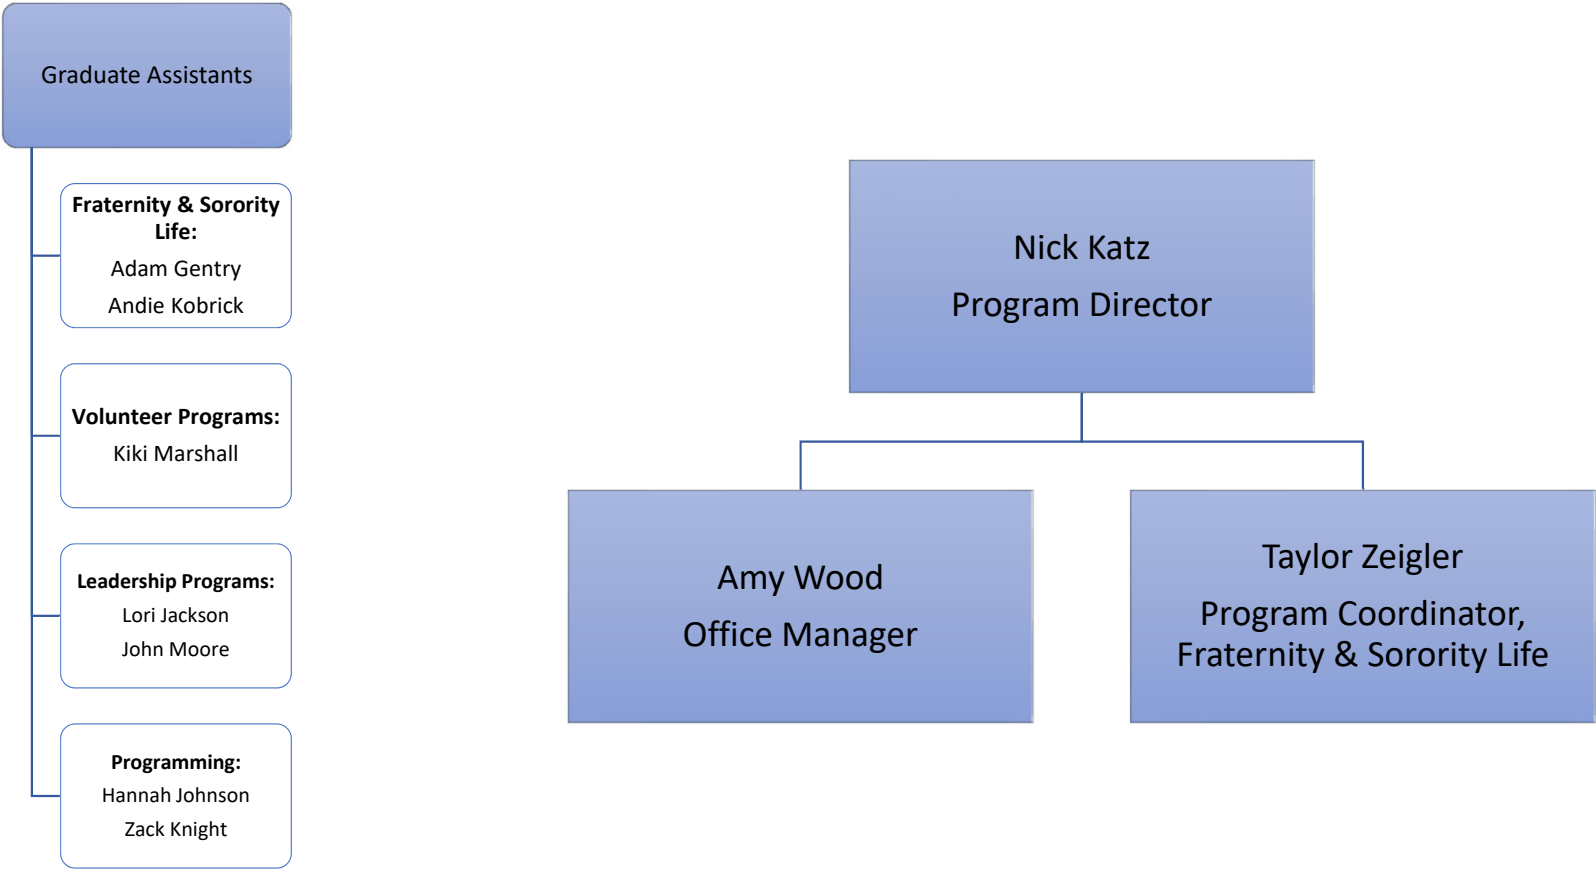 Graduate Assistants
Fraternity & Sorority
Life:
Adam Gentry
Andie Kobrick
Volunteer Programs:
Kiki Marshall
Leadership Programs:
Lori Jackson
John Moore
Programming:
Hannah Johnson
Zack Knight
Nick Katz
Program Director
Amy Wood
Office Manager
Taylor Zeigler
Program Coordinator,
Fraternity & Sorority Life